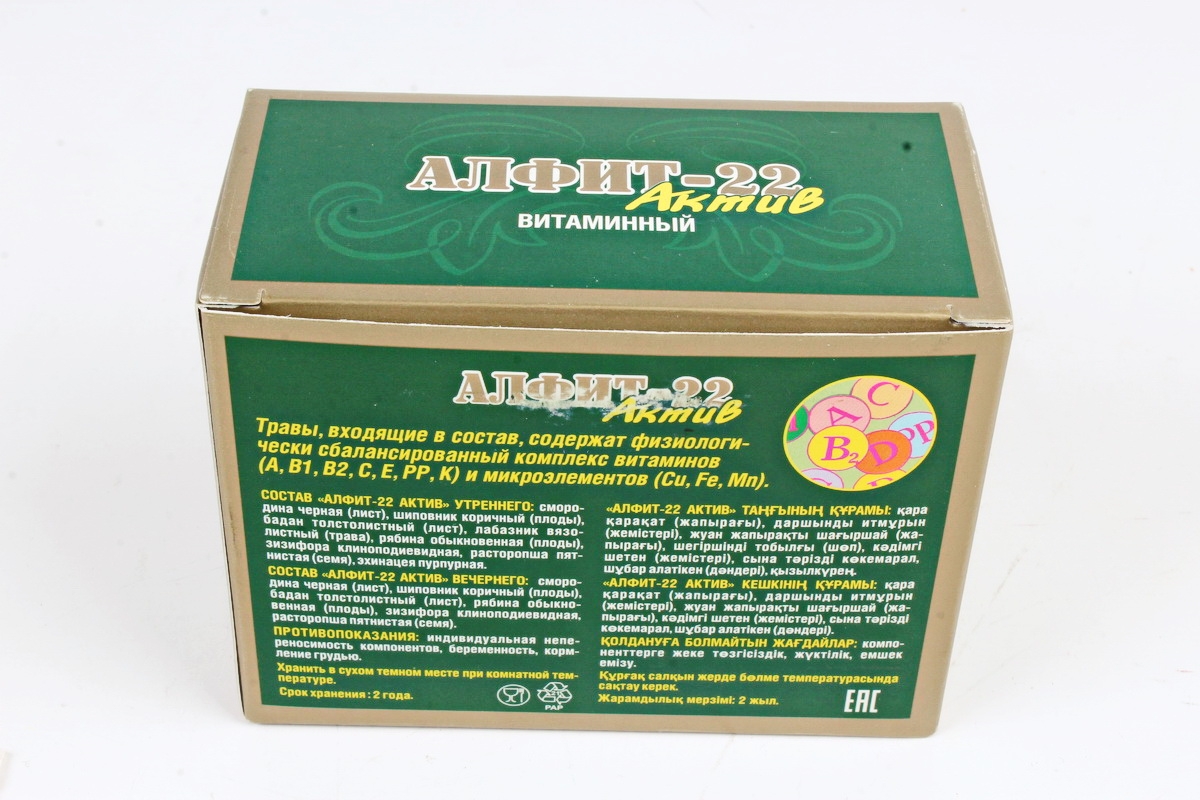 АЛФИТ-22
Актив
ВИТАМИННЫЙ
АЛФИТ-22
Актив
Травы, входящие в состав, содержат физиологи-
чески сбалансированный комплекс витаминов
(A, B1, B2, C, E, PP, K) и микроэлементов (Cu, Fe, Mn).
A
C
B2
D
PP
СОСТАВ «АЛФИТ-22 АКТИВ» УТРЕННЕГО: сморо-
дина черная (лист), шиповник коричный (плоды),
бадан толстолистный (лист), лабазник вязо-
листный (трава), рябина обыкновенная (плоды),
зизифора клиноподиевидная, расторопша пят-
нистая (семя), эхинацея пурпурная.
СОСТАВ «АЛФИТ-22 АКТИВ» ВЕЧЕРНЕГО: сморо-
дина черная (лист), шиповник коричный (плоды),
бадан толстолистный (лист), рябина обыкно-
венная (плоды), зизифора клиноподиевидная,
расторопша пятнистая (семя).
ПРОТИВОПОКАЗАНИЯ: индивидуальная непе-
реносимость компонентов, беременность, корм-
ление грудью.
Хранить в сухом темном месте при комнатной тем-
пературе.
Срок хранения: 2 года.
PAP
«АЛФИТ-22 АКТИВ» ТАҢҒЫНЫҢ ҚҰРАМЫ: қара
қарақат (жапырағы), даршынды итмұрын
(жемістері), жуан жапырақты шағыршай (жа-
пырағы), шегіршінді тобылғы (шөп), кәдімгі
шетен (жемістері), сына тәрізді көкемарал,
шұбар алатікен (дәндері), қызылкүрең.
«АЛФИТ-22 АКТИВ» КЕШКІНІҢ ҚҰРАМЫ: қара
қарақат (жапырағы), даршынды итмұрын
(жемістері), жуан жапырақты шағыршай (жа-
пырағы), кәдімгі шетен (жемістері), сына тәрізді
көкемарал, шұбар алатікен (дәндері).
ҚОЛДАНУҒА БОЛМАЙТЫН ЖАҒДАЙЛАР: компо-
ненттерге жеке төзгісіздік, жүктілік, емшек
емізу.
Құрғақ салқын жерде бөлме температурасында
сақтау керек.
Жарамдылық мерзімі: 2 жыл.
EAC